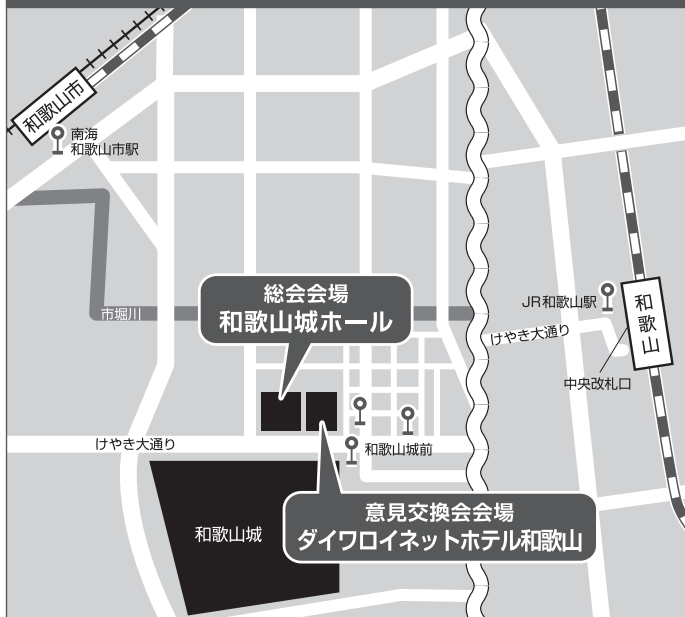 和歌山市
南海
和歌山市駅
市堀川
総会会場
和歌山城ホール
JR和歌山駅
和歌山
けやき大通り
中央改札口
けやき大通り
和歌山城前
意見交換会会場
ダイワロイネットホテル和歌山
和歌山城